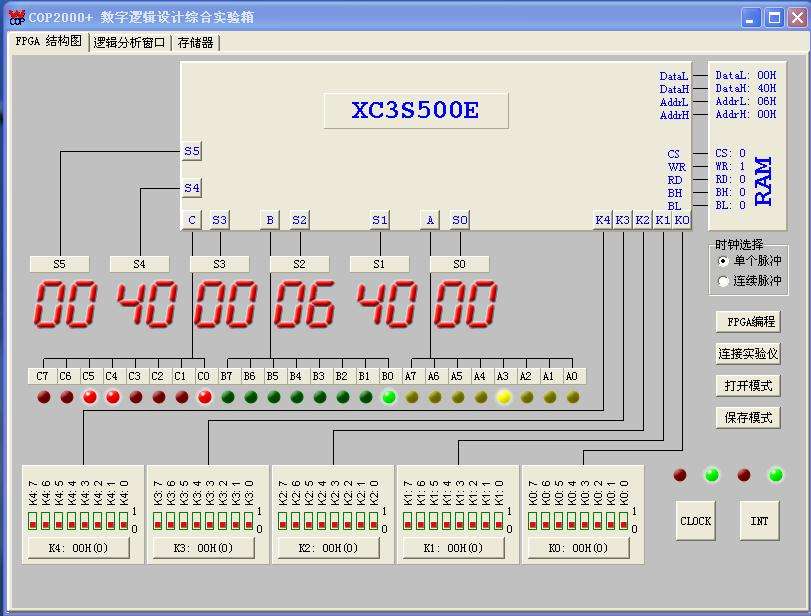 COP2000+ 数字逻辑设计综合实验箱
FPGA 结构图 逻辑分析窗口 存储器
XC3S500E
DataL
DataH
AddrL
AddrH
CS
WR
RD
BH
BL
DataL: 00H
DataH: 40H
AddrL: 06H
AddrH: 00H
CS: 0
WR: 1
RD: 0
BH: 0
BL: 0
RAM
S5
S4
C S3 B S2 S1 A S0 K4 K3 K2 K1 K0
S5 S4 S3 S2 S1 S0
00 40 00 06 40 00
C7 C6 C5 C4 C3 C2 C1 C0 B7 B6 B5 B4 B3 B2 B1 B0 A7 A6 A5 A4 A3 A2 A1 A0
时钟选择
单个脉冲
连续脉冲
FPGA编程
连接实验仪
打开模式
保存模式
K4:7 K4:6 K4:5 K4:4 K4:3 K4:2 K4:1 K4:0
1
0
K4: 00H(0)
K3:7 K3:6 K3:5 K3:4 K3:3 K3:2 K3:1 K3:0
1
0
K3: 00H(0)
K2:7 K2:6 K2:5 K2:4 K2:3 K2:2 K2:1 K2:0
1
0
K2: 00H(0)
K1:7 K1:6 K1:5 K1:4 K1:3 K1:2 K1:1 K1:0
1
0
K1: 00H(0)
K0:7 K0:6 K0:5 K0:4 K0:3 K0:2 K0:1 K0:0
1
0
K0: 00H(0)
CLOCK
INT